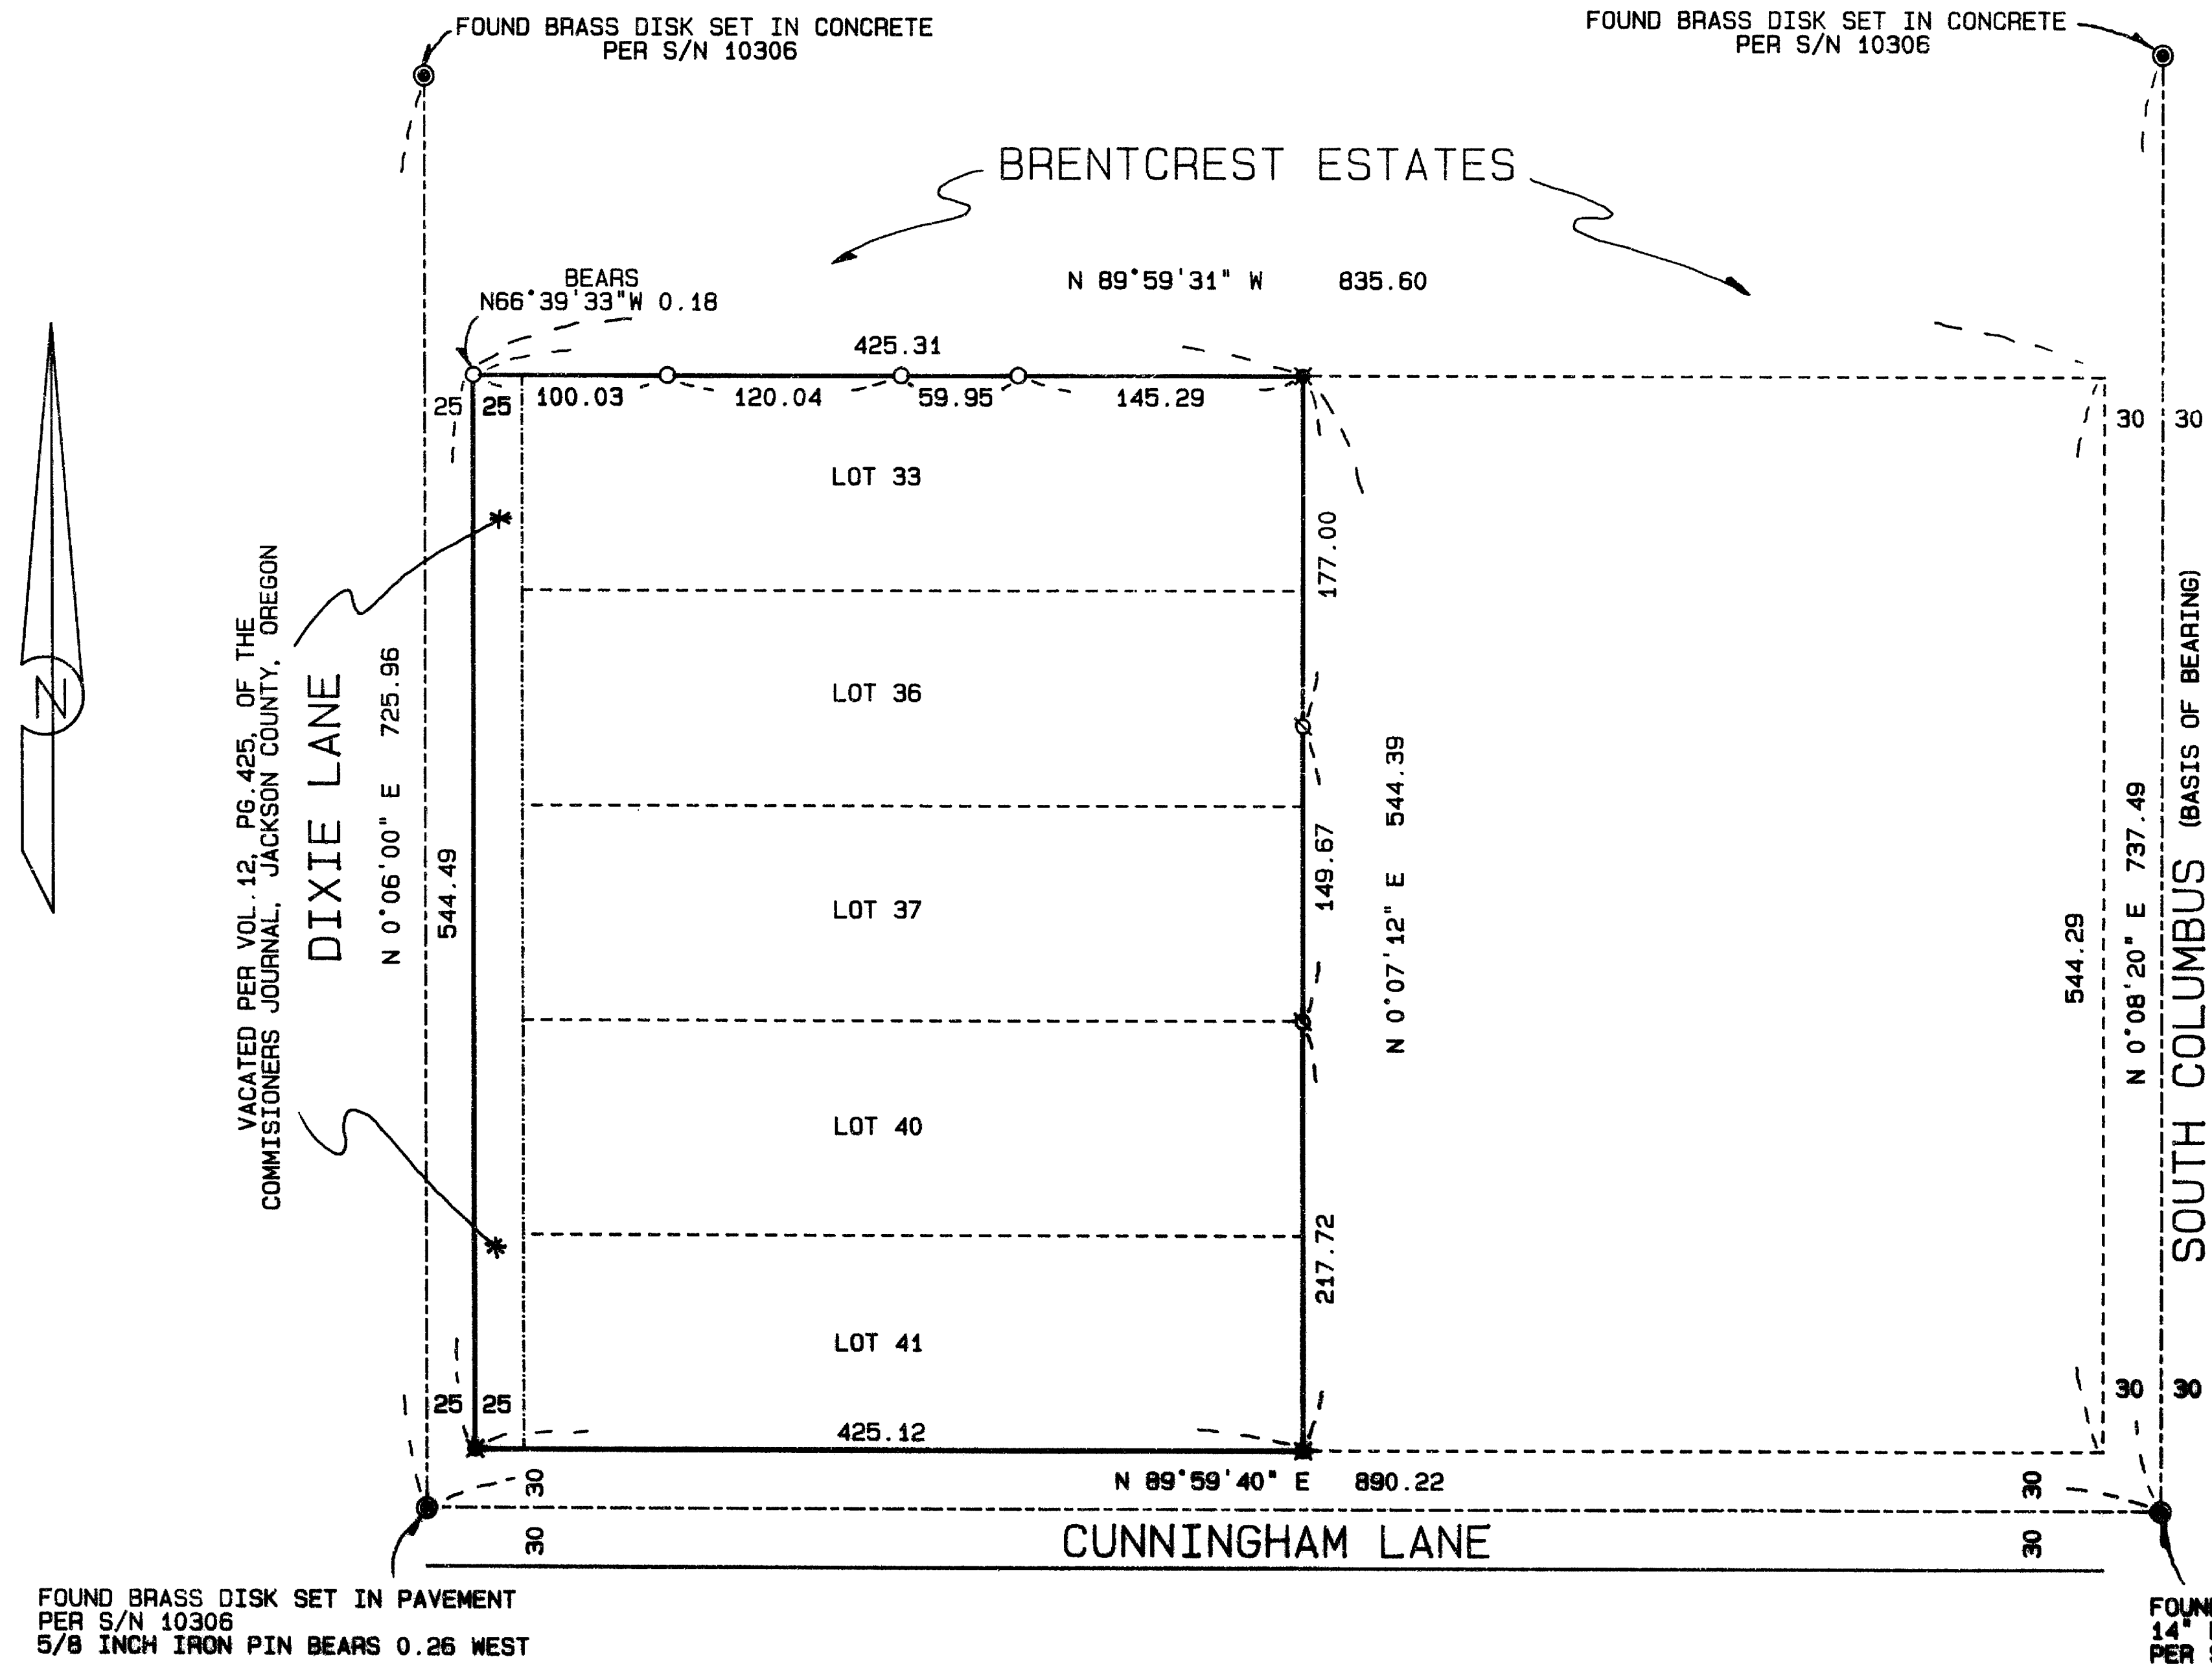 FOUND BRASS DISK SET IN CONCRETE
PER S/N 10306
FOUND BRASS DISK SET IN CONCRETE
PER S/N 10306
BRENTCREST ESTATES
BEARS
N66°39'33"W 0.18
N 89°59'31" W 835.60
425.31
25 25
100.03
120.04
59.95
145.29
30 30
LOT 33
177.00
LOT 36
LOT 37
149.67
LOT 40
217.72
LOT 41
N
VACATED PER VOL. 12, PG.425, OF THE
COMMISIONERS JOURNAL, JACKSON COUNTY, OREGON
DIXIE LANE
N 0°06'00" E 725.96
544.49
N 0°07'12" E 544.39
544.29
N 0°08'20" E 737.49
SOUTH COLUMBUS (BASIS OF BEARING)
25 25
425.12
30 30
30
N 89°59'40" E 890.22
30
30
CUNNINGHAM LANE
30
FOUND BRASS DISK SET IN PAVEMENT
PER S/N 10306
5/8 INCH IRON PIN BEARS 0.26 WEST
14"
PER